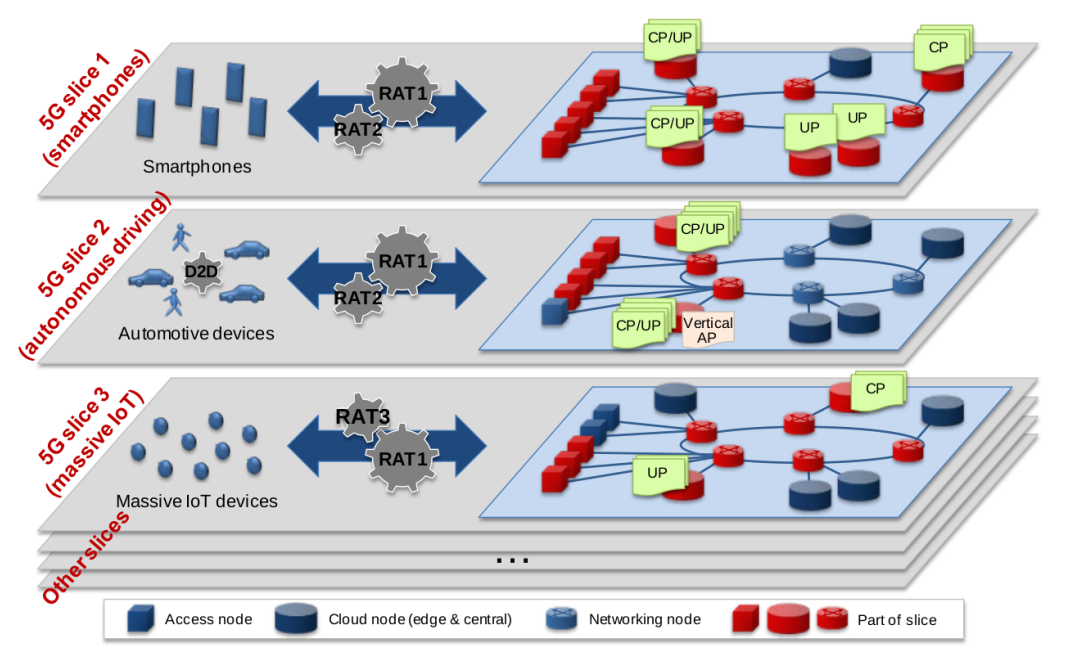 5G slice 1
(smartphones)
Smartphones
RAT1
RAT2
CP/UP
CP
CP/UP
UP
UP
5G slice 2
(autonomous driving)
D2D
Automotive devices
RAT1
RAT2
CP/UP
CP/UP
Vertical
AP
5G slice 3
(massive IoT)
Massive IoT devices
RAT3
RAT1
CP
UP
Other slices
...
Access node
Cloud node (edge & central)
Networking node
Part of slice